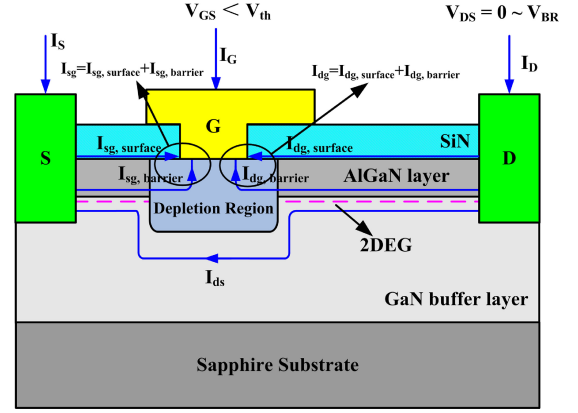 V_GS < V_th
V_DS = 0 ~ V_BR
I_S
I_G
I_D
I_sg=I_sg, surface+I_sg, barrier
I_dg=I_dg, surface+I_dg, barrier
G
S
D
I_sg, surface
I_dg, surface
SiN
I_sg, barrier
I_dg, barrier
AlGaN layer
Depletion Region
2DEG
I_ds
GaN buffer layer
Sapphire Substrate